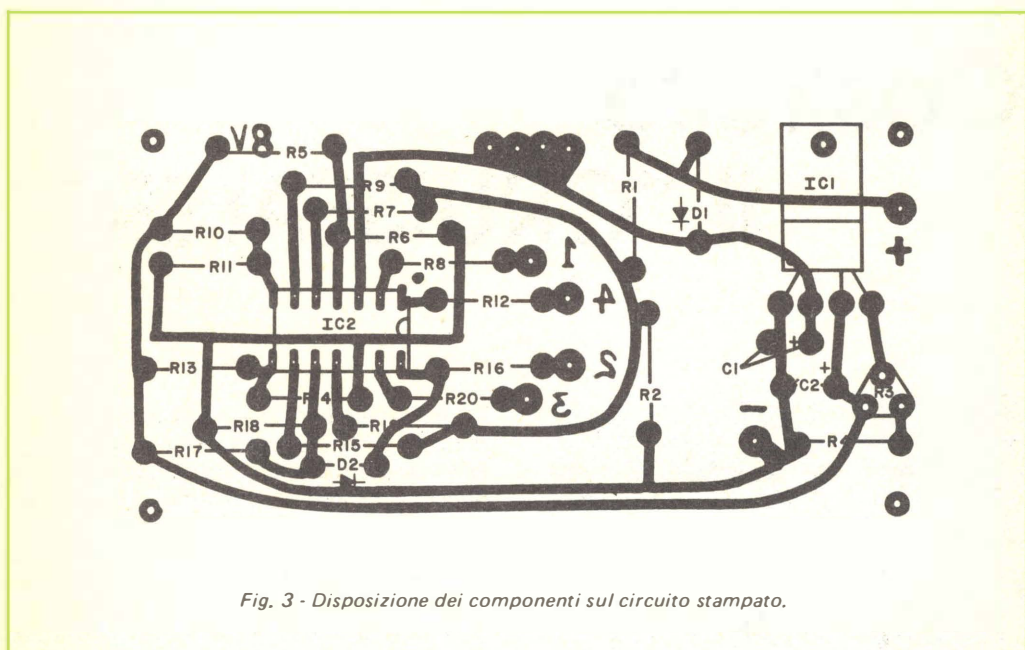 V8
R5
R9
R1
IC1
R7
D1
R10
R6
+
R11
R8
1
R12
4
IC2
C1
+
+
C2
R13
R16
2
R3
R14
R20
3
R2
R18
-
R15
R4
R17
D2
Fig. 3 - Disposizione dei componenti sul circuito stampato.